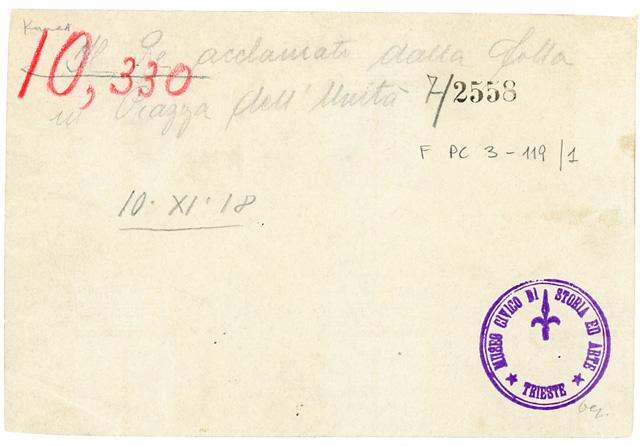 10,330
Il Re acclamato dalla folla
in Piazza dell'Unità
7/2558
F PC 3-119/1
10·XI·18
MUSEO CIVICO DI STORIA ED ARTE
★ TRIESTE ★